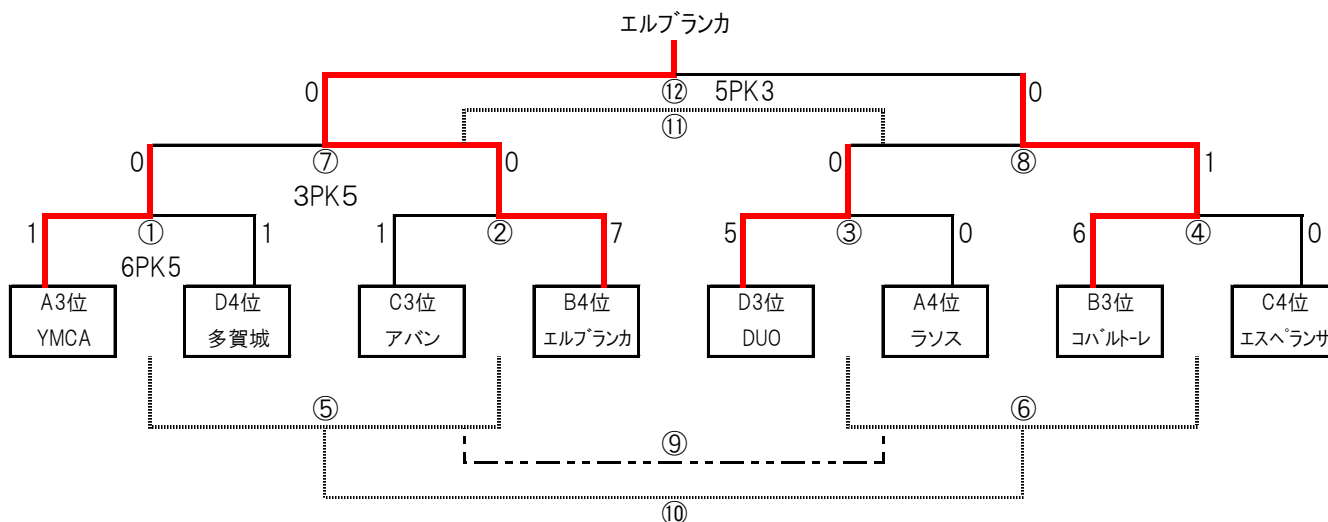 エルブランカ
0 ⑫ 5PK3 0
⑪
0 ⑦ 0 0 ⑧ 1
3PK5
1 ① 1 1 ② 7 5 ③ 0 6 ④ 0
6PK5
A3位 D4位 C3位 B4位 D3位 A4位 B3位 C4位
YMCA 多賀城 アバン エルブランカ DUO ラソス コバルトーレ エスペランサ
⑤ ⑥
⑨
⑩